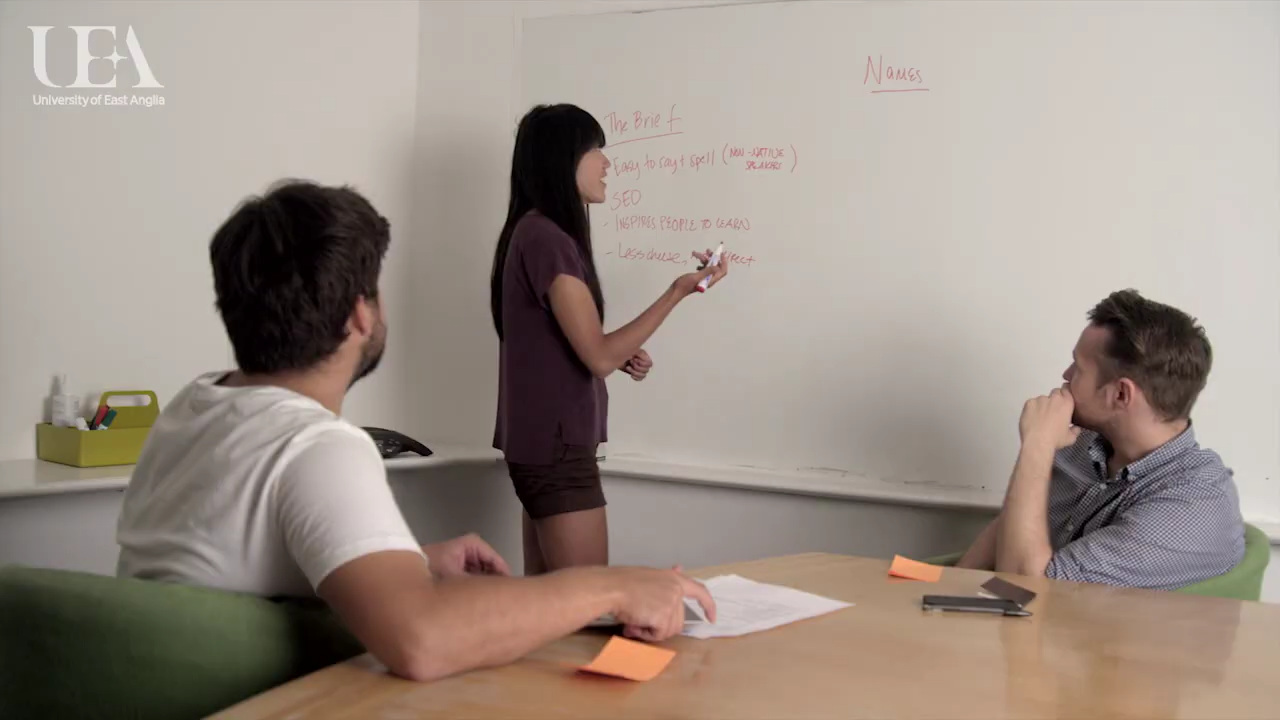 UEA
University of East Anglia
Names
The Brief
Easy to say + spell (NON-NATIVE SPEAKERS)
SEO
- INSPIRES PEOPLE TO LEARN
- Less